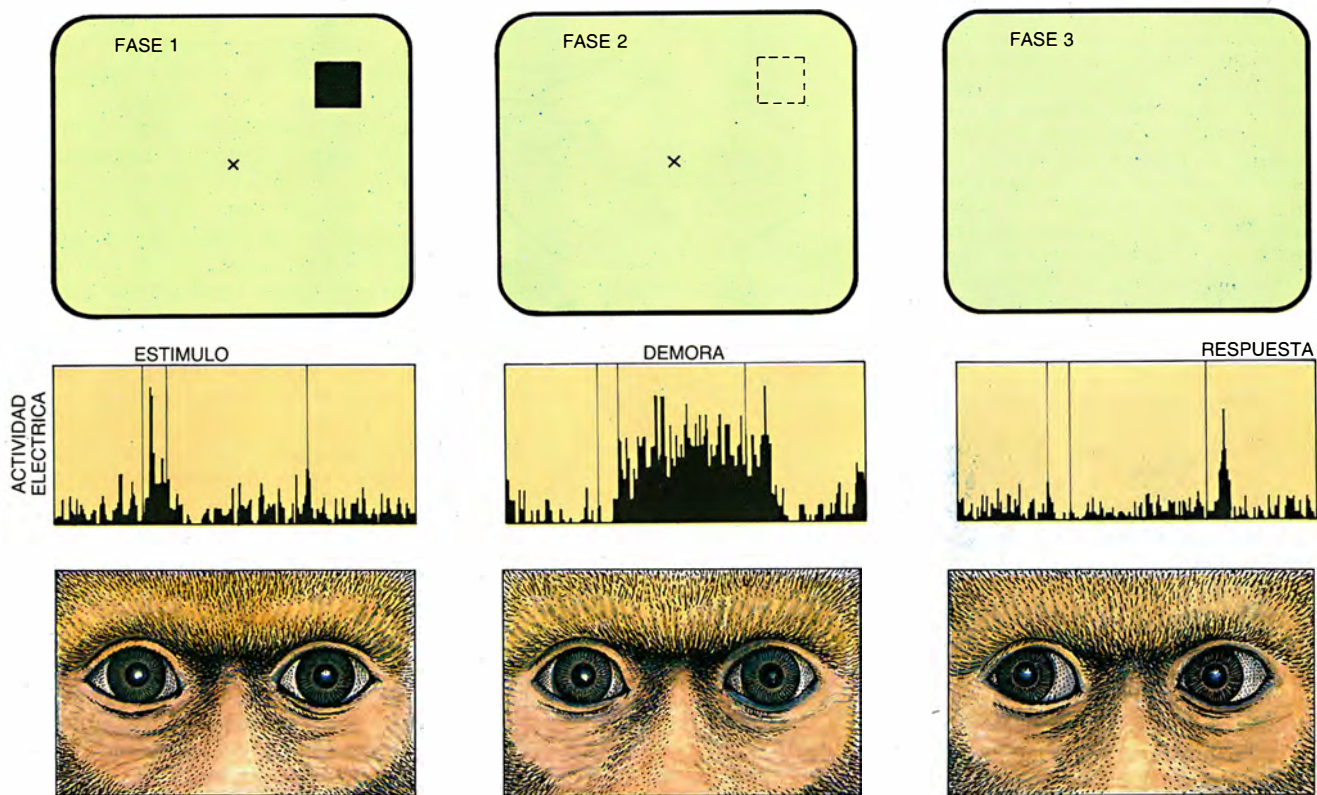 FASE 1
FASE 2
FASE 3
ESTIMULO
DEMORA
RESPUESTA
ACTIVIDAD
ELECTRICA